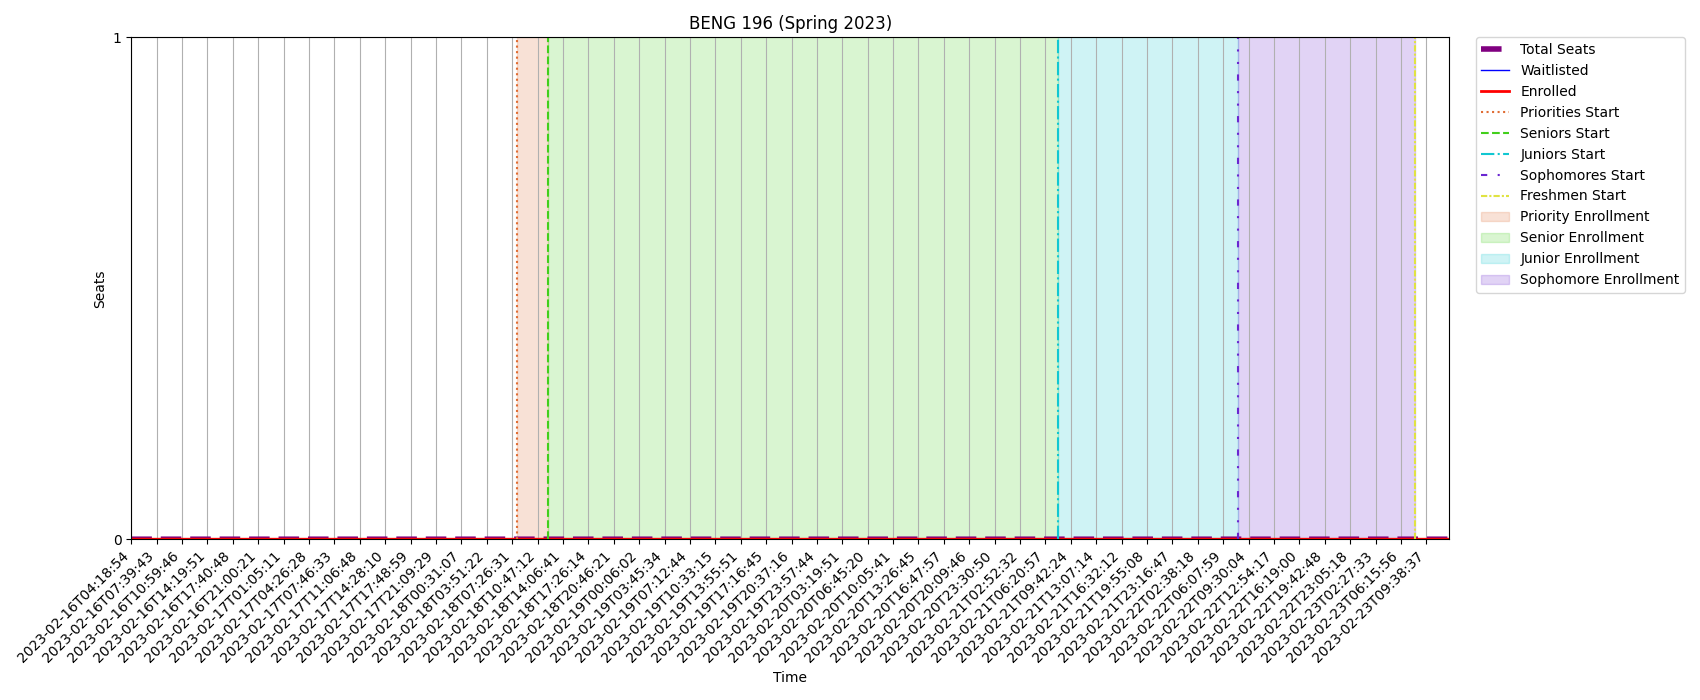 BENG 196 (Spring 2023)
1
0
Seats
2023-02-16T04:18:54
2023-02-16T07:39:43
2023-02-16T10:59:46
2023-02-16T14:19:51
2023-02-16T17:40:48
2023-02-16T21:00:21
2023-02-17T01:05:11
2023-02-17T04:26:28
2023-02-17T07:46:33
2023-02-17T11:06:48
2023-02-17T14:28:10
2023-02-17T17:48:59
2023-02-17T21:09:29
2023-02-18T00:31:07
2023-02-18T03:51:22
2023-02-18T07:26:31
2023-02-18T10:47:12
2023-02-18T14:06:41
2023-02-18T17:26:14
2023-02-18T20:46:21
2023-02-19T00:06:02
2023-02-19T03:45:34
2023-02-19T07:12:44
2023-02-19T10:33:15
2023-02-19T13:55:51
2023-02-19T17:16:45
2023-02-19T20:37:16
2023-02-19T23:57:44
2023-02-20T03:19:51
2023-02-20T06:45:20
2023-02-20T10:05:41
2023-02-20T13:26:45
2023-02-20T16:47:57
2023-02-20T20:09:46
2023-02-20T23:30:50
2023-02-21T02:52:32
2023-02-21T06:20:57
2023-02-21T09:42:24
2023-02-21T13:07:14
2023-02-21T16:32:12
2023-02-21T19:55:08
2023-02-21T23:16:47
2023-02-22T02:38:18
2023-02-22T06:07:59
2023-02-22T09:30:04
2023-02-22T12:54:17
2023-02-22T16:19:00
2023-02-22T19:42:48
2023-02-22T23:05:18
2023-02-23T02:27:33
2023-02-23T06:15:56
2023-02-23T09:38:37
Time
Total Seats
Waitlisted
Enrolled
Priorities Start
Seniors Start
Juniors Start
Sophomores Start
Freshmen Start
Priority Enrollment
Senior Enrollment
Junior Enrollment
Sophomore Enrollment